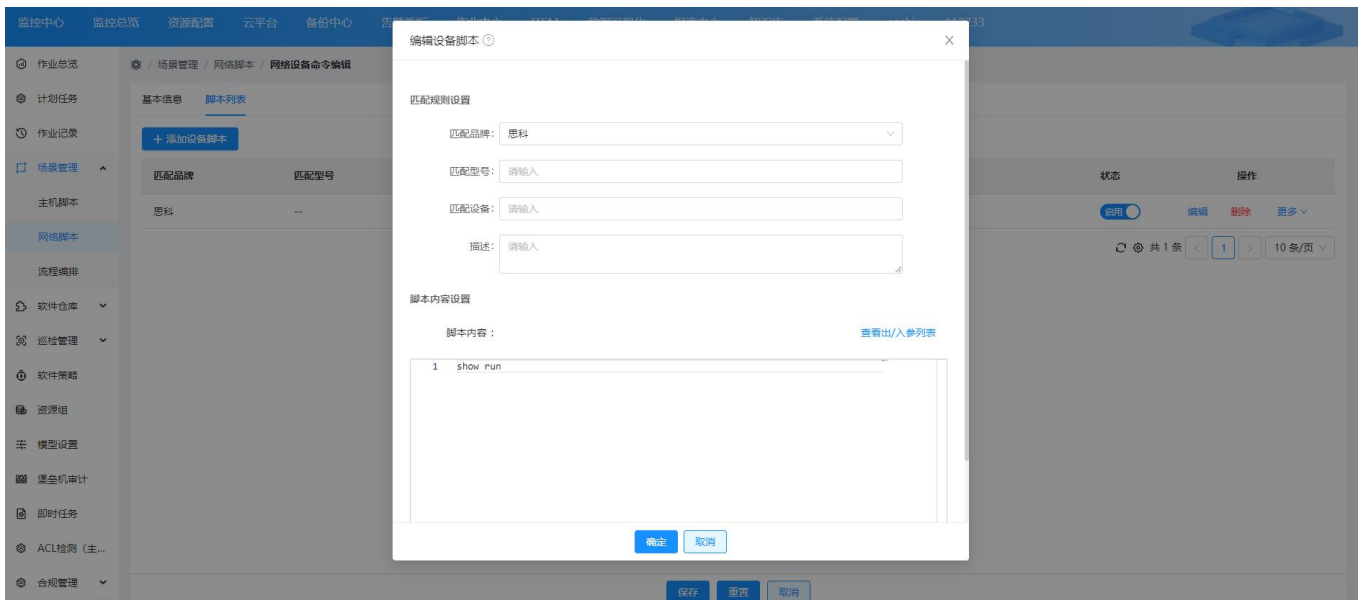 监控中心 监控总览 资源配置 云平台 备份中心
编辑设备脚本
作业总览
场景管理 / 网络脚本 / 网络设备命令编辑
计划任务
基本信息 脚本列表
匹配规则设置
作业记录
+ 添加设备脚本
匹配品牌: 思科
场景管理
匹配品牌 匹配型号
匹配型号: 请输入
状态 操作
主机脚本
思科 --
匹配设备: 请输入
启用 编辑 删除 更多
网络脚本
描述: 请输入
共 1 条 < 1 > 10 条/页
流程编排
脚本内容设置
软件仓库
脚本内容 :
查看出/入参列表
巡检管理
1 show run
软件策略
资源组
模型设置
堡垒机审计
即时任务
确定 取消
ACL检测（主...
合规管理
保存 重置 取消